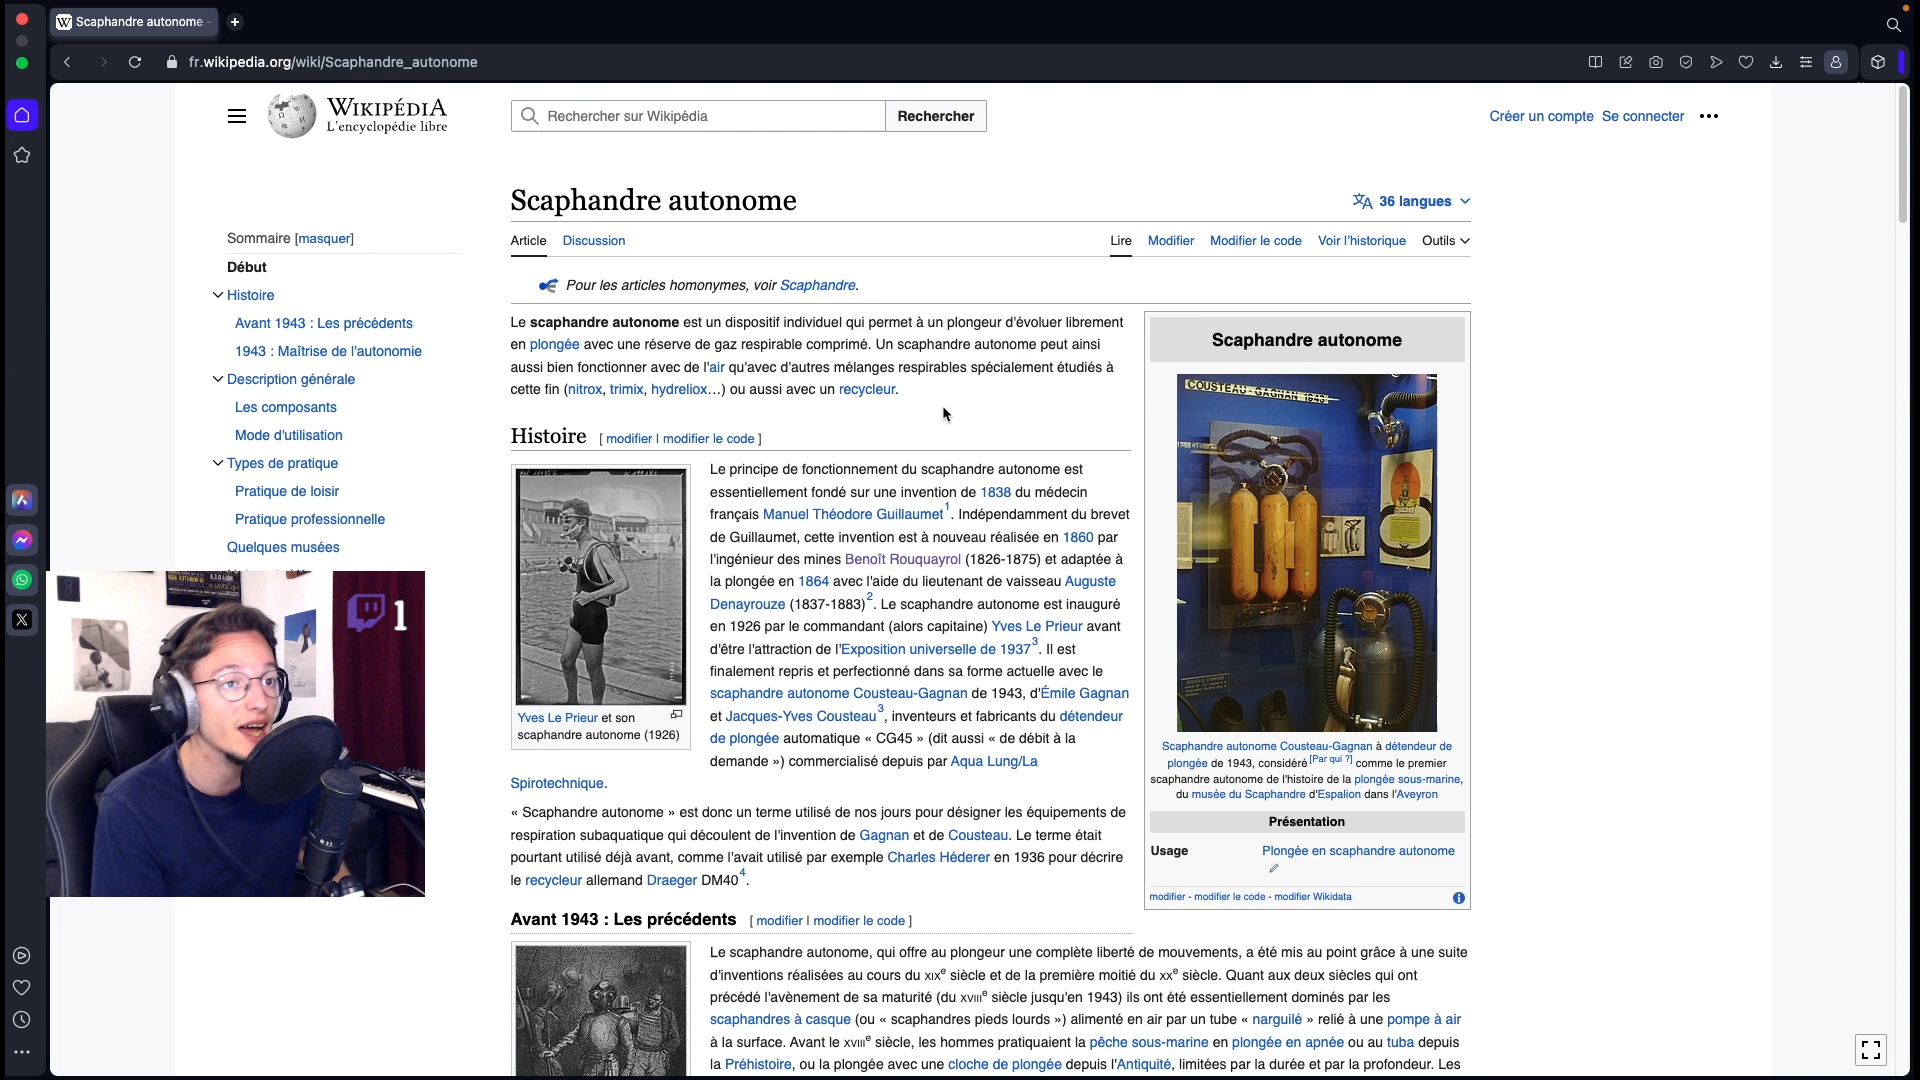 Scaphandre autonome -
fr.wikipedia.org/wiki/Scaphandre_autonome
WIKIPÉDIA
L'encyclopédie libre
Rechercher sur Wikipédia
Rechercher
Créer un compte
Se connecter
Scaphandre autonome
36 langues
Article
Discussion
Lire
Modifier
Modifier le code
Voir l'historique
Outils
Sommaire [masquer]
Début
Histoire
Avant 1943 : Les précédents
1943 : Maîtrise de l'autonomie
Description générale
Les composants
Mode d'utilisation
Types de pratique
Pratique de loisir
Pratique professionnelle
Quelques musées
1
Pour les articles homonymes, voir Scaphandre.
Le scaphandre autonome est un dispositif individuel qui permet à un plongeur d'évoluer librement
en plongée avec une réserve de gaz respirable comprimé. Un scaphandre autonome peut ainsi
aussi bien fonctionner avec de l'air qu'avec d'autres mélanges respirables spécialement étudiés à
cette fin (nitrox, trimix, hydreliox…) ou aussi avec un recycleur.
Histoire [ modifier | modifier le code ]
Yves Le Prieur et son
scaphandre autonome (1926)
Le principe de fonctionnement du scaphandre autonome est
essentiellement fondé sur une invention de 1838 du médecin
français Manuel Théodore Guillaumet1. Indépendamment du brevet
de Guillaumet, cette invention est à nouveau réalisée en 1860 par
l'ingénieur des mines Benoît Rouquayrol (1826-1875) et adaptée à
la plongée en 1864 avec l'aide du lieutenant de vaisseau Auguste
Denayrouze (1837-1883)2. Le scaphandre autonome est inauguré
en 1926 par le commandant (alors capitaine) Yves Le Prieur avant
d'être l'attraction de l'Exposition universelle de 19373. Il est
finalement repris et perfectionné dans sa forme actuelle avec le
scaphandre autonome Cousteau-Gagnan de 1943, d'Émile Gagnan
et Jacques-Yves Cousteau3, inventeurs et fabricants du détendeur
de plongée automatique « CG45 » (dit aussi « de débit à la
demande ») commercialisé depuis par Aqua Lung/La
Spirotechnique.
« Scaphandre autonome » est donc un terme utilisé de nos jours pour désigner les équipements de
respiration subaquatique qui découlent de l'invention de Gagnan et de Cousteau. Le terme était
pourtant utilisé déjà avant, comme l'avait utilisé par exemple Charles Héderer en 1936 pour décrire
le recycleur allemand Draeger DM404.
Scaphandre autonome
COUSTEAU-GAGNAN 1943
Scaphandre autonome Cousteau-Gagnan à détendeur de
plongée de 1943, considéré[Par qui ?] comme le premier
scaphandre autonome de l'histoire de la plongée sous-marine,
du musée du Scaphandre d'Espalion dans l'Aveyron
Présentation
Usage
Plongée en scaphandre autonome
modifier - modifier le code - modifier Wikidata
Avant 1943 : Les précédents [ modifier | modifier le code ]
Le scaphandre autonome, qui offre au plongeur une complète liberté de mouvements, a été mis au point grâce à une suite
d'inventions réalisées au cours du XIXe siècle et de la première moitié du XXe siècle. Quant aux deux siècles qui ont
précédé l'avènement de sa maturité (du XVIIIe siècle jusqu'en 1943) ils ont été essentiellement dominés par les
scaphandres à casque (ou « scaphandres pieds lourds ») alimenté en air par un tube « narguilé » relié à une pompe à air
à la surface. Avant le XVIIIe siècle, les hommes pratiquaient la pêche sous-marine en plongée en apnée ou au tuba depuis
la Préhistoire, ou la plongée avec une cloche de plongée depuis l'Antiquité, limitées par la durée et par la profondeur. Les